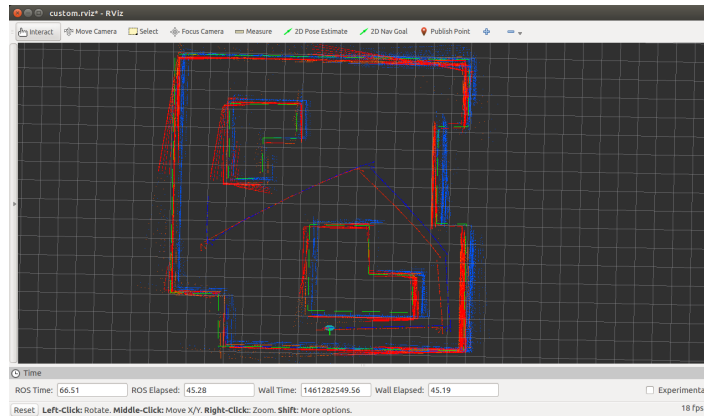 custom.rviz* - RViz
Interact Move Camera Select Focus Camera Measure 2D Pose Estimate 2D Nav Goal Publish Point
Time
ROS Time: 66.51 ROS Elapsed: 45.28 Wall Time: 1461282549.56 Wall Elapsed: 45.19 Experimenta
Reset Left-Click: Rotate. Middle-Click: Move X/Y. Right-Click:: Zoom. Shift: More options. 18 fps